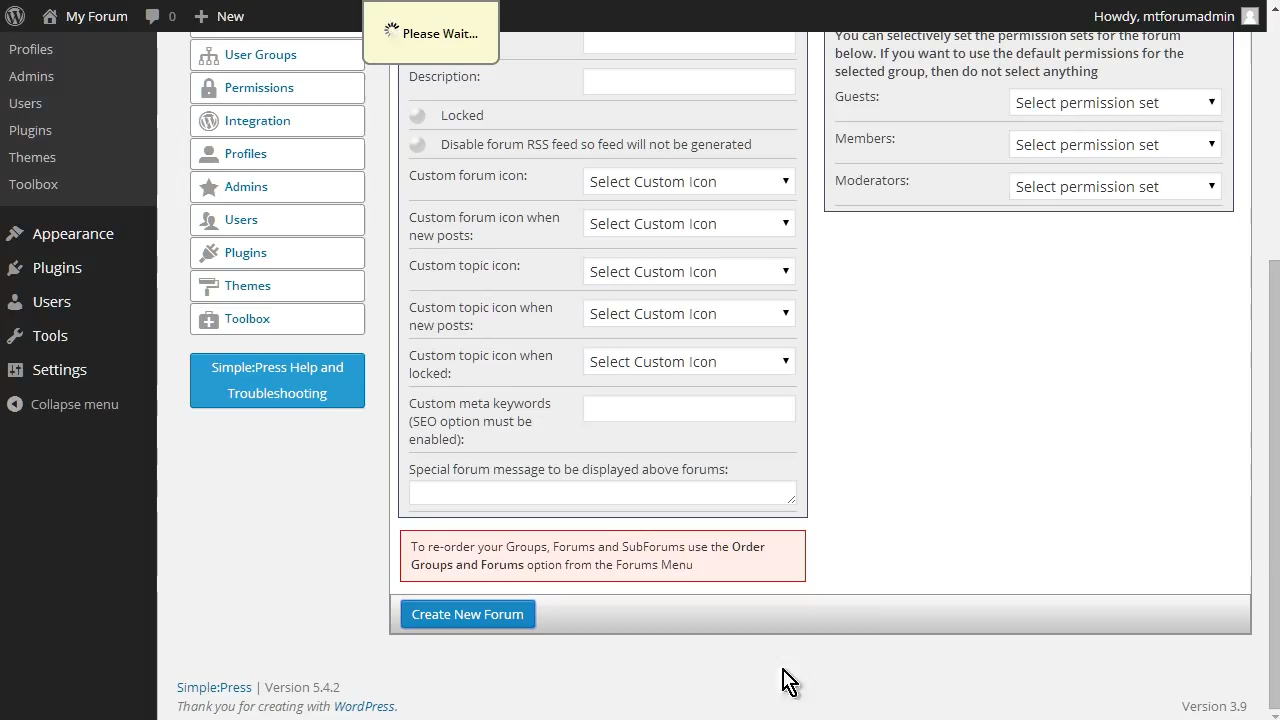 My Forum
0
New
Please Wait...
Howdy, mtforumadmin
Profiles
Admins
Users
Plugins
Themes
Toolbox
Appearance
Plugins
Users
Tools
Settings
Collapse menu
User Groups
Permissions
Integration
Profiles
Admins
Users
Plugins
Themes
Toolbox
Simple:Press Help and
Troubleshooting
Description:
Locked
Disable forum RSS feed so feed will not be generated
Custom forum icon:
Select Custom Icon
Custom forum icon when
new posts:
Select Custom Icon
Custom topic icon:
Select Custom Icon
Custom topic icon when
new posts:
Select Custom Icon
Custom topic icon when
locked:
Select Custom Icon
Custom meta keywords
(SEO option must be
enabled):
Special forum message to be displayed above forums:
To re-order your Groups, Forums and SubForums use the Order
Groups and Forums option from the Forums Menu
Create New Forum
You can selectively set the permission sets for the forum
below. If you want to use the default permissions for the
selected group, then do not select anything
Guests:
Select permission set
Members:
Select permission set
Moderators:
Select permission set
Simple:Press | Version 5.4.2
Thank you for creating with WordPress.
Version 3.9